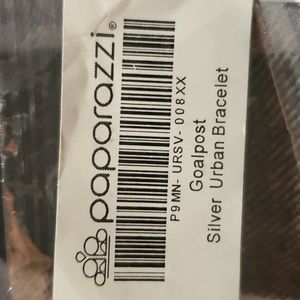 paparazzi®
P9MN-URSV-008XX
Goalpost
Silver Urban Bracelet